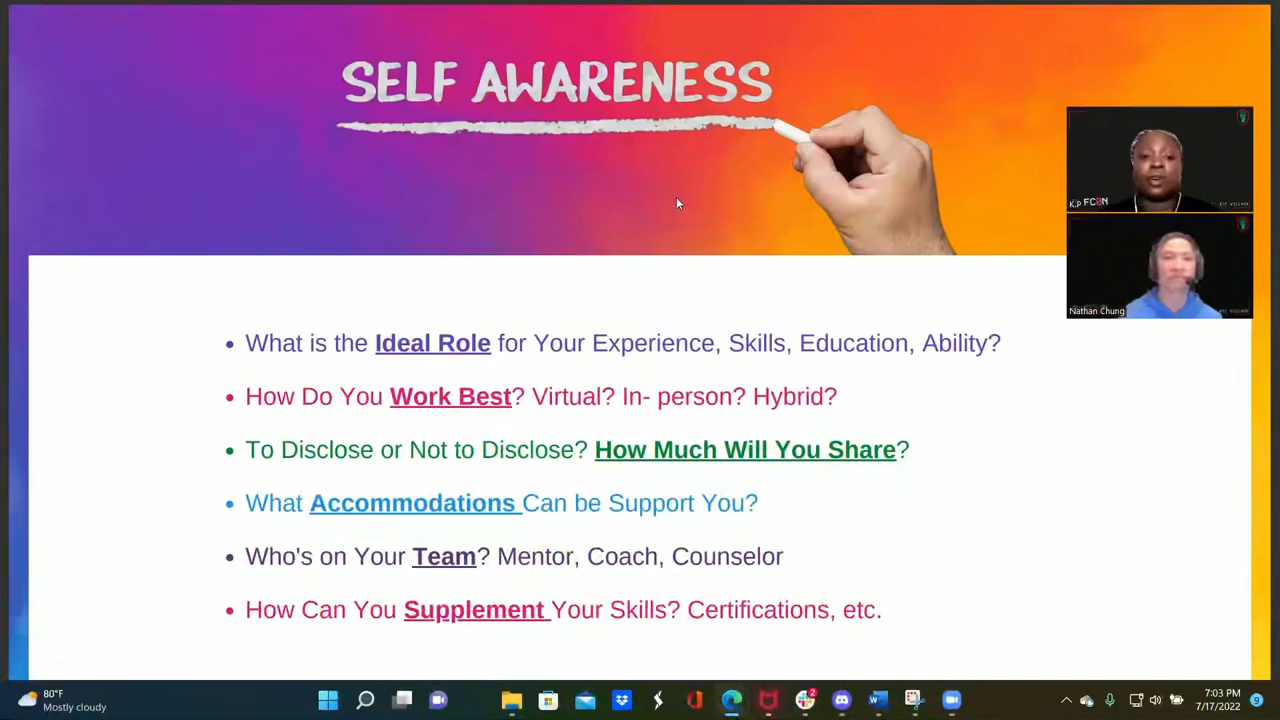 SELF AWARENESS
• What is the Ideal Role for Your Experience, Skills, Education, Ability?
• How Do You Work Best? Virtual? In- person? Hybrid?
• To Disclose or Not to Disclose? How Much Will You Share?
• What Accommodations Can be Support You?
• Who's on Your Team? Mentor, Coach, Counselor
• How Can You Supplement Your Skills? Certifications, etc.
Nathan Chung
80°F
Mostly cloudy
2
7:03 PM
7/17/2022
9